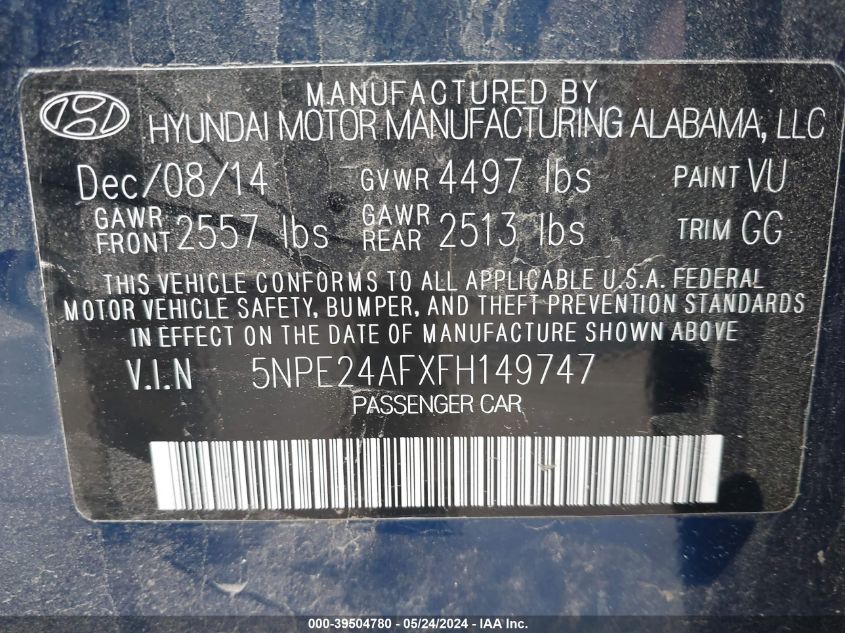 MANUFACTURED BY
HYUNDAI MOTOR MANUFACTURING ALABAMA, LLC
Dec/08/14 GVWR 4497 lbs PAINT VU
GAWR FRONT 2557 lbs GAWR REAR 2513 lbs TRIM GG
THIS VEHICLE CONFORMS TO ALL APPLICABLE U.S.A. FEDERAL
MOTOR VEHICLE SAFETY, BUMPER, AND THEFT PREVENTION STANDARDS
IN EFFECT ON THE DATE OF MANUFACTURE SHOWN ABOVE
V.I.N 5NPE24AFXFH149747
PASSENGER CAR
000-39504780 - 05/24/2024 - IAA Inc.